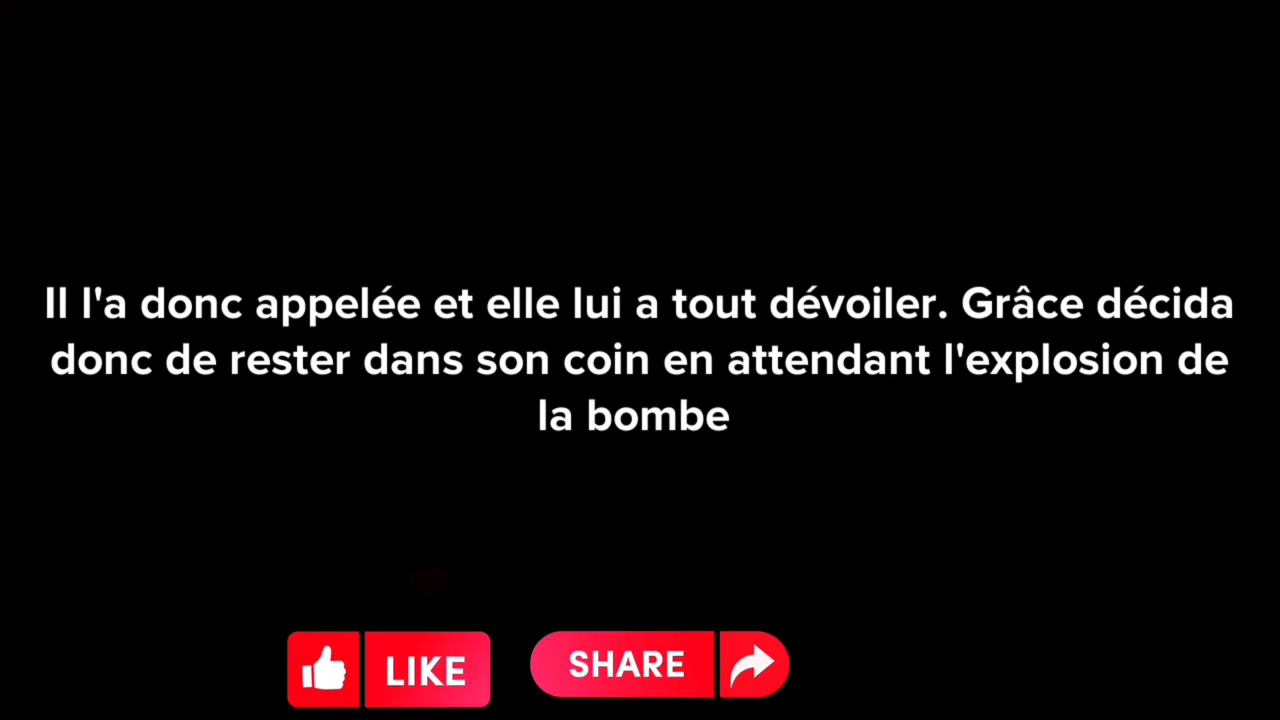 Il l'a donc appelée et elle lui a tout dévoiler. Grâce décida
donc de rester dans son coin en attendant l'explosion de
la bombe
LIKE
SHARE